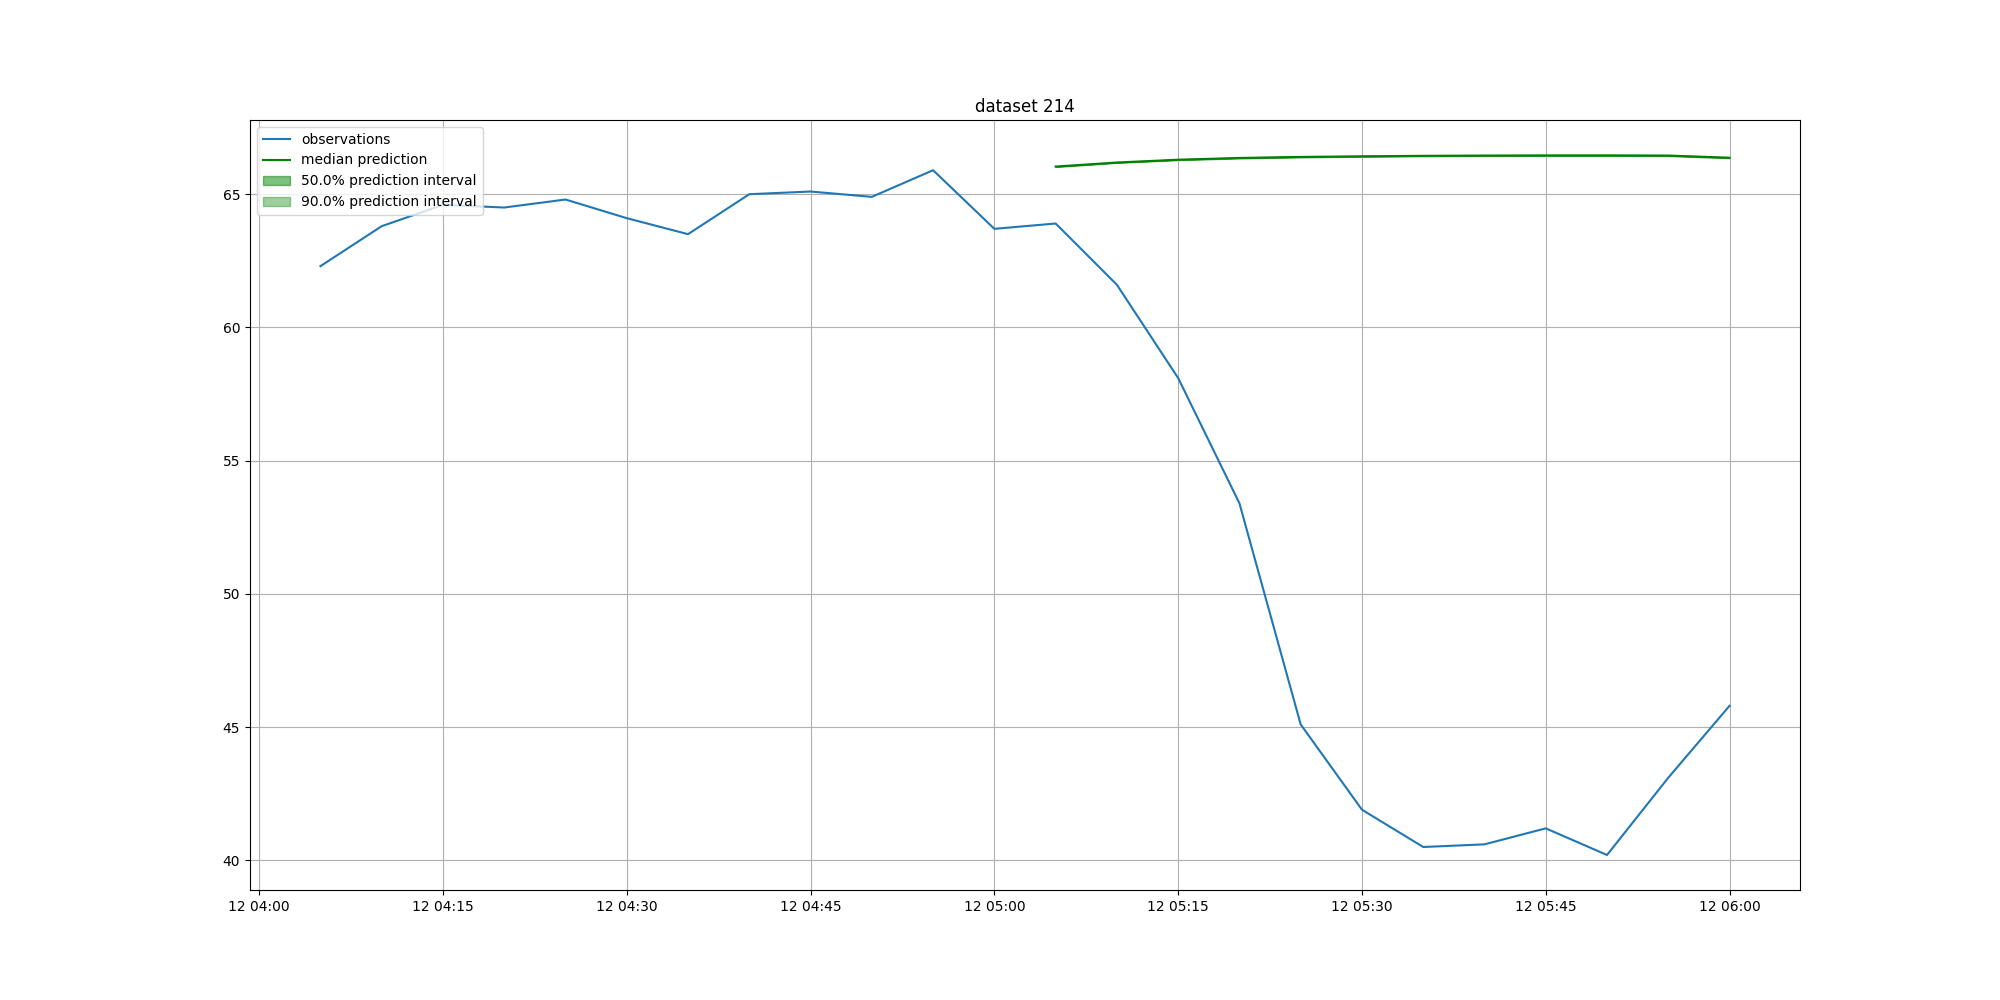 dataset 214
observations
median prediction
50.0% prediction interval
90.0% prediction interval
65
60
55
50
45
40
12 04:00 12 04:15 12 04:30 12 04:45 12 05:00 12 05:15 12 05:30 12 05:45 12 06:00